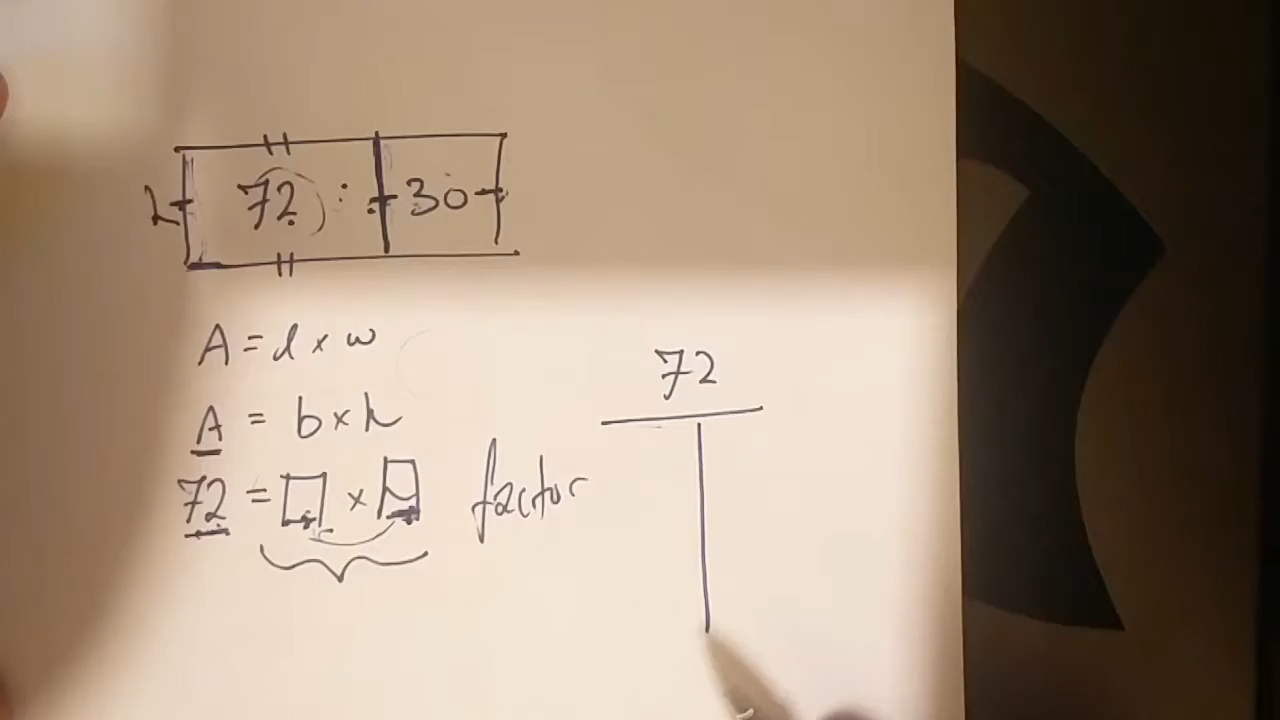 72 30
A = l × w
A = b × h
72 = □ × □ factor
72